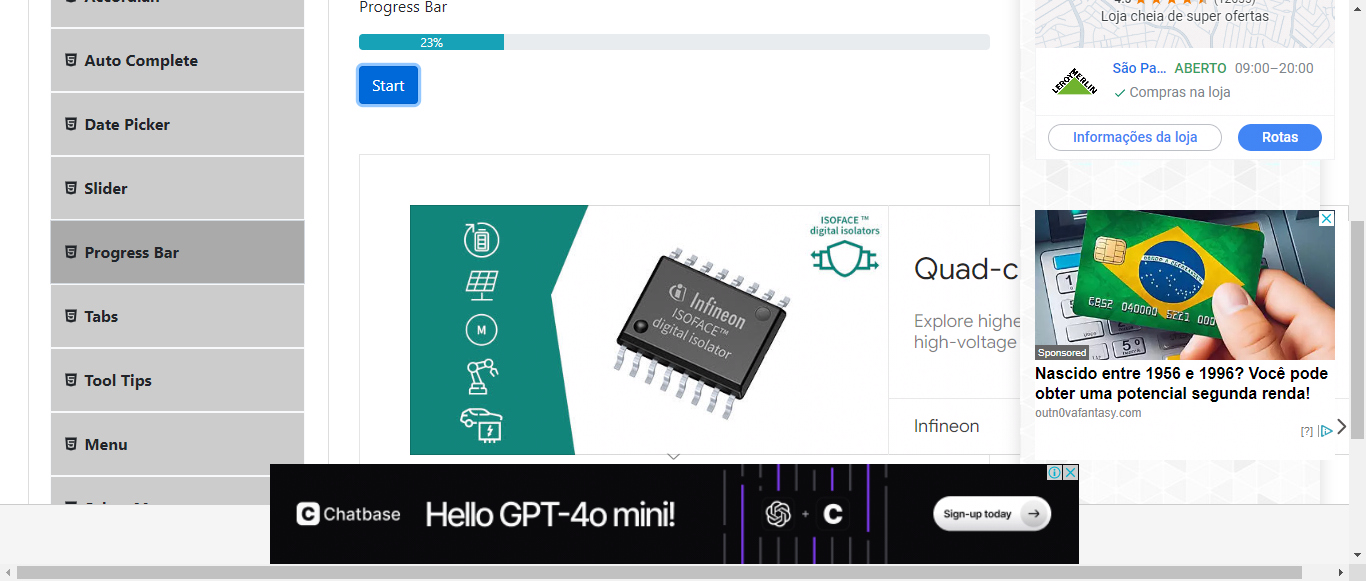 Progress Bar
23%
Start
Auto Complete
Date Picker
Slider
Progress Bar
Tabs
Tool Tips
Menu
ISOFACE™
digital isolators
infineon
ISOFACE™
digital isolator
M
Quad-c
Explore highe
high-voltage
Infineon
Loja cheia de super ofertas
LEROY MERLIN
São Pa... ABERTO 09:00–20:00
Compras na loja
Informações da loja
Rotas
Sponsored
Nascido entre 1956 e 1996? Você pode
obter uma potencial segunda renda!
outn0vafantasy.com
[?]
Chatbase
Hello GPT-4o mini!
+
Sign-up today →